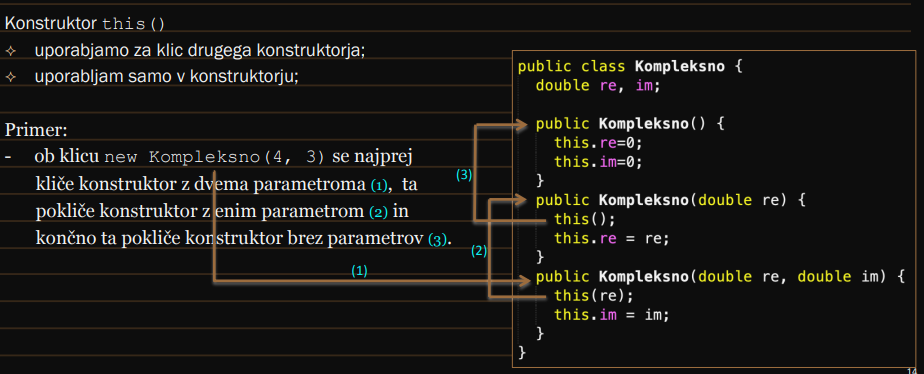 Konstruktor this()
✧ uporabjamo za klic drugega konstruktorja;
✧ uporabljam samo v konstruktorju;
Primer:
- ob klicu new Kompleksno(4, 3) se najprej
kliče konstruktor z dvema parametroma (1), ta
pokliče konstruktor z enim parametrom (2) in
končno ta pokliče konstruktor brez parametrov (3).
(1)
(2)
(3)
public class Kompleksno {
double re, im;
public Kompleksno() {
this.re=0;
this.im=0;
}
public Kompleksno(double re) {
this();
this.re = re;
}
public Kompleksno(double re, double im) {
this(re);
this.im = im;
}
}
14